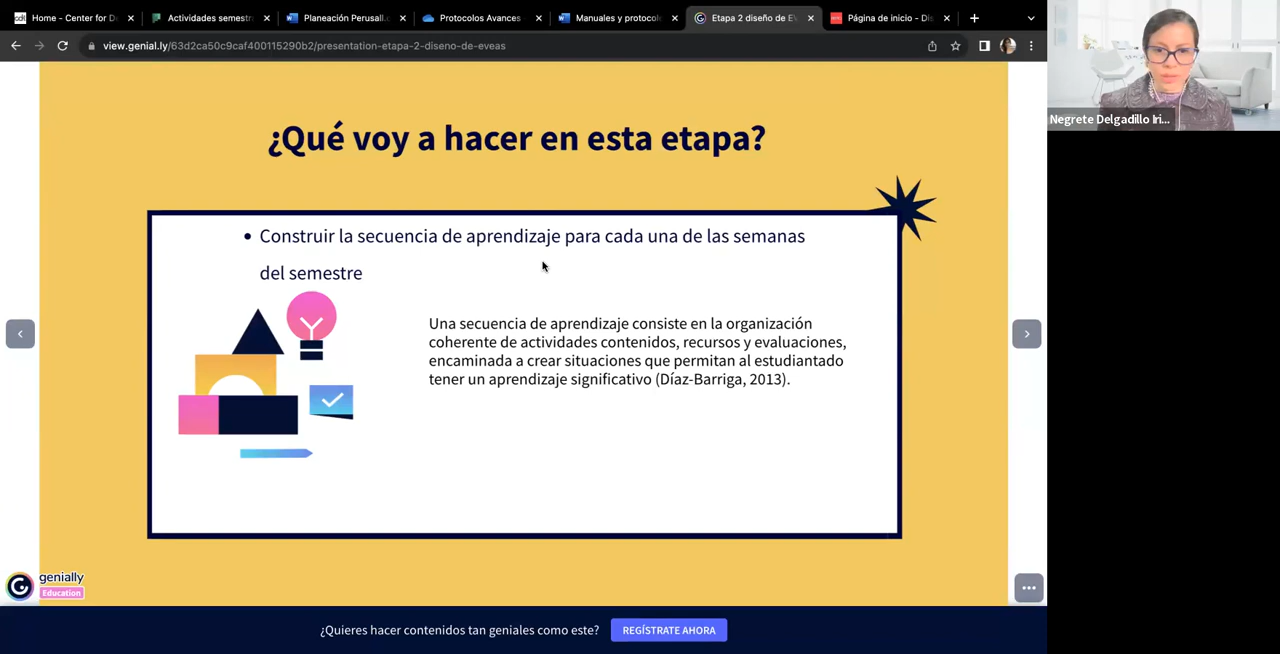 Home - Center for De
Actividades semestr
Planeación Perusall.c
Protocolos Avances -
Manuales y protocol
Etapa 2 diseño de EV
Página de inicio - Dis
view.genial.ly/63d2ca50c9caf400115290b2/presentation-etapa-2-diseno-de-eveas
Negrete Delgadillo Iri...
¿Qué voy a hacer en esta etapa?
• Construir la secuencia de aprendizaje para cada una de las semanas
del semestre
Una secuencia de aprendizaje consiste en la organización
coherente de actividades contenidos, recursos y evaluaciones,
encaminada a crear situaciones que permitan al estudiantado
tener un aprendizaje significativo (Díaz-Barriga, 2013).
genially
Education
¿Quieres hacer contenidos tan geniales como este?
REGÍSTRATE AHORA